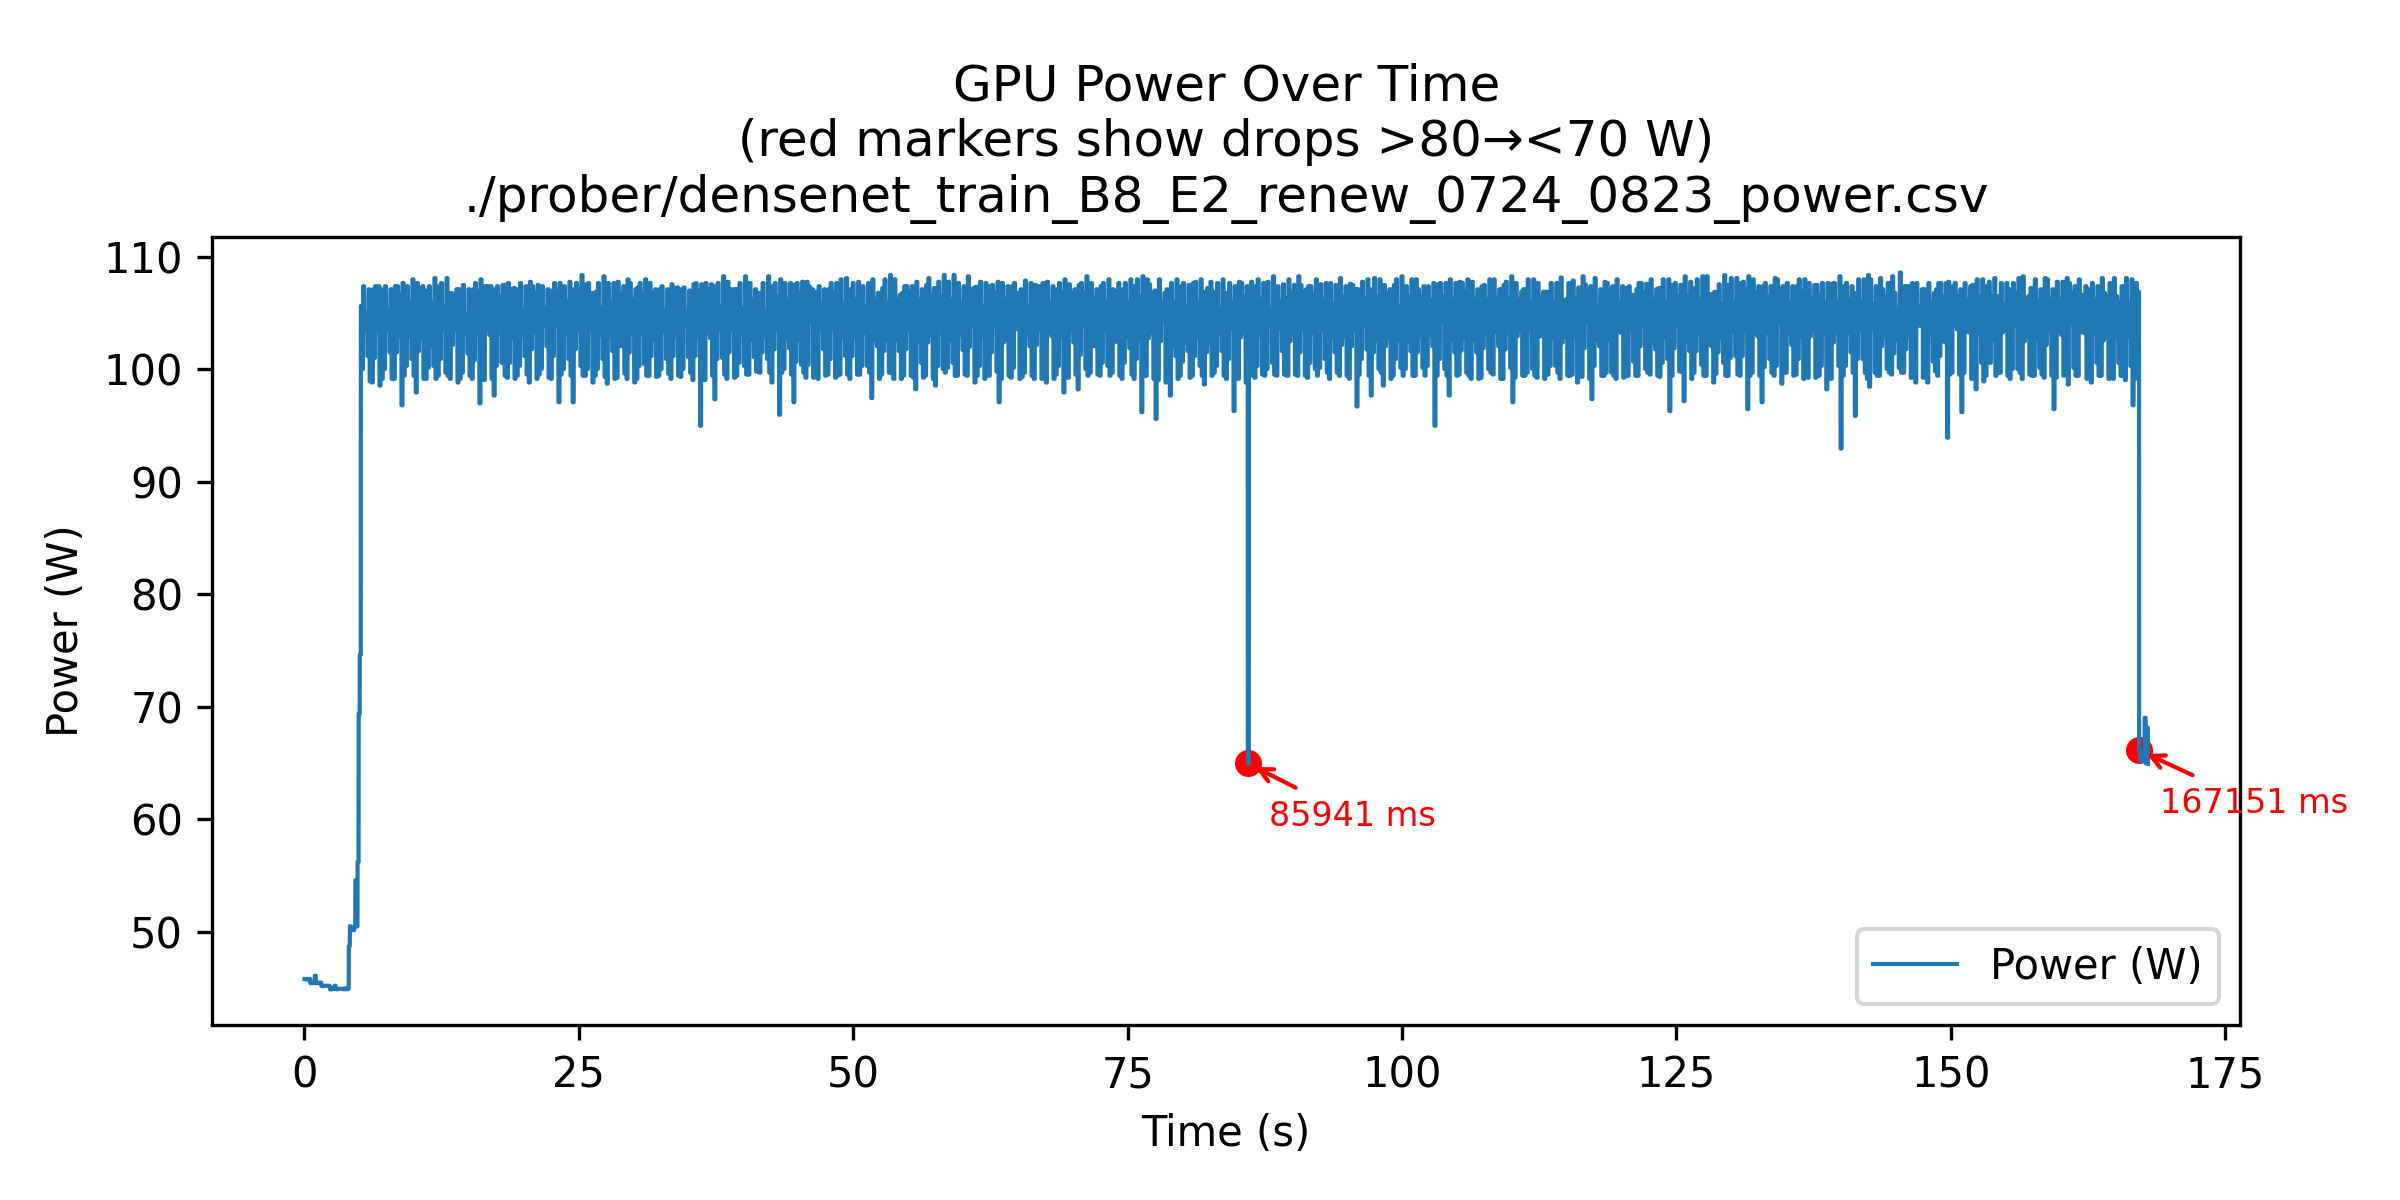 GPU Power Over Time
(red markers show drops >80→<70 W)
./prober/densenet_train_B8_E2_renew_0724_0823_power.csv
110
100
90
80
70
60
50
Power (W)
85941 ms
167151 ms
Power (W)
0
25
50
75
100
125
150
175
Time (s)